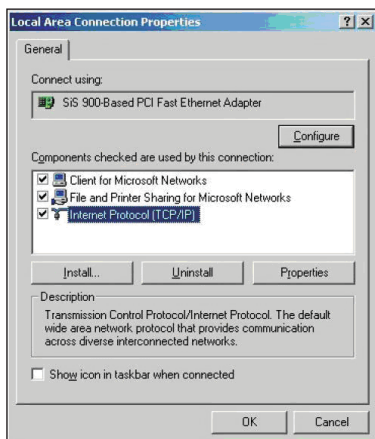 Local Area Connection Properties
General
Connect using:
SiS 900-Based PCI Fast Ethernet Adapter
Configure
Components checked are used by this connection:
Client for Microsoft Networks
File and Printer Sharing for Microsoft Networks
Internet Protocol (TCP/IP)
Install... Uninstall Properties
Description
Transmission Control Protocol/Internet Protocol. The default
wide area network protocol that provides communication
across diverse interconnected networks.
Show icon in taskbar when connected
OK Cancel